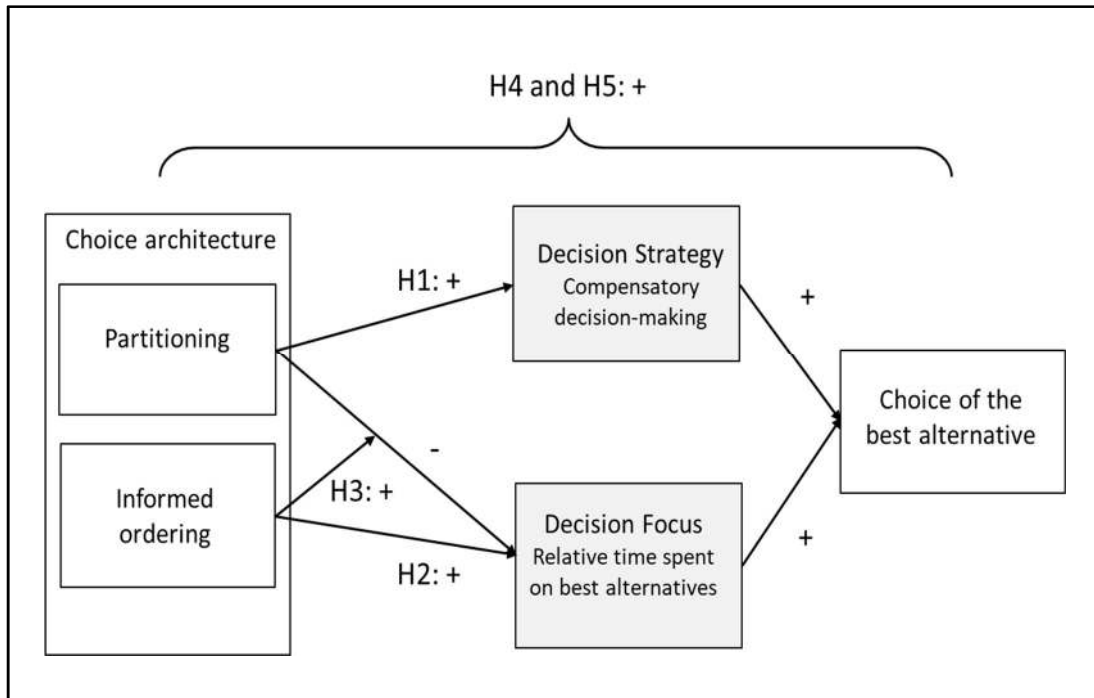 H4 and H5: +
Choice architecture
Partitioning
Informed
ordering
H1: +
-
H3: +
H2: +
Decision Strategy
Compensatory
decision-making
Decision Focus
Relative time spent
on best alternatives
+
+
Choice of the
best alternative